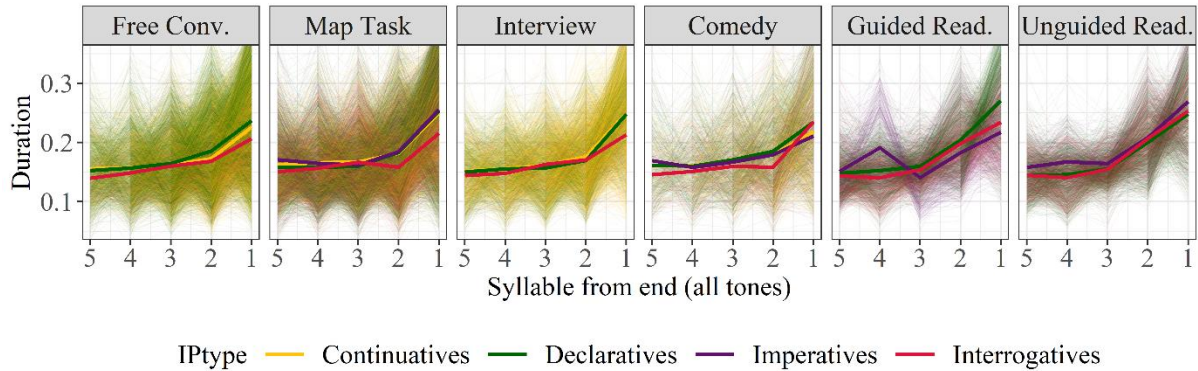 Free Conv. Map Task Interview Comedy Guided Read. Unguided Read.
Duration
0.3
0.2
0.1
5 4 3 2 1 5 4 3 2 1 5 4 3 2 1 5 4 3 2 1 5 4 3 2 1 5 4 3 2 1
Syllable from end (all tones)
IPtype Continuatives Declaratives Imperatives Interrogatives